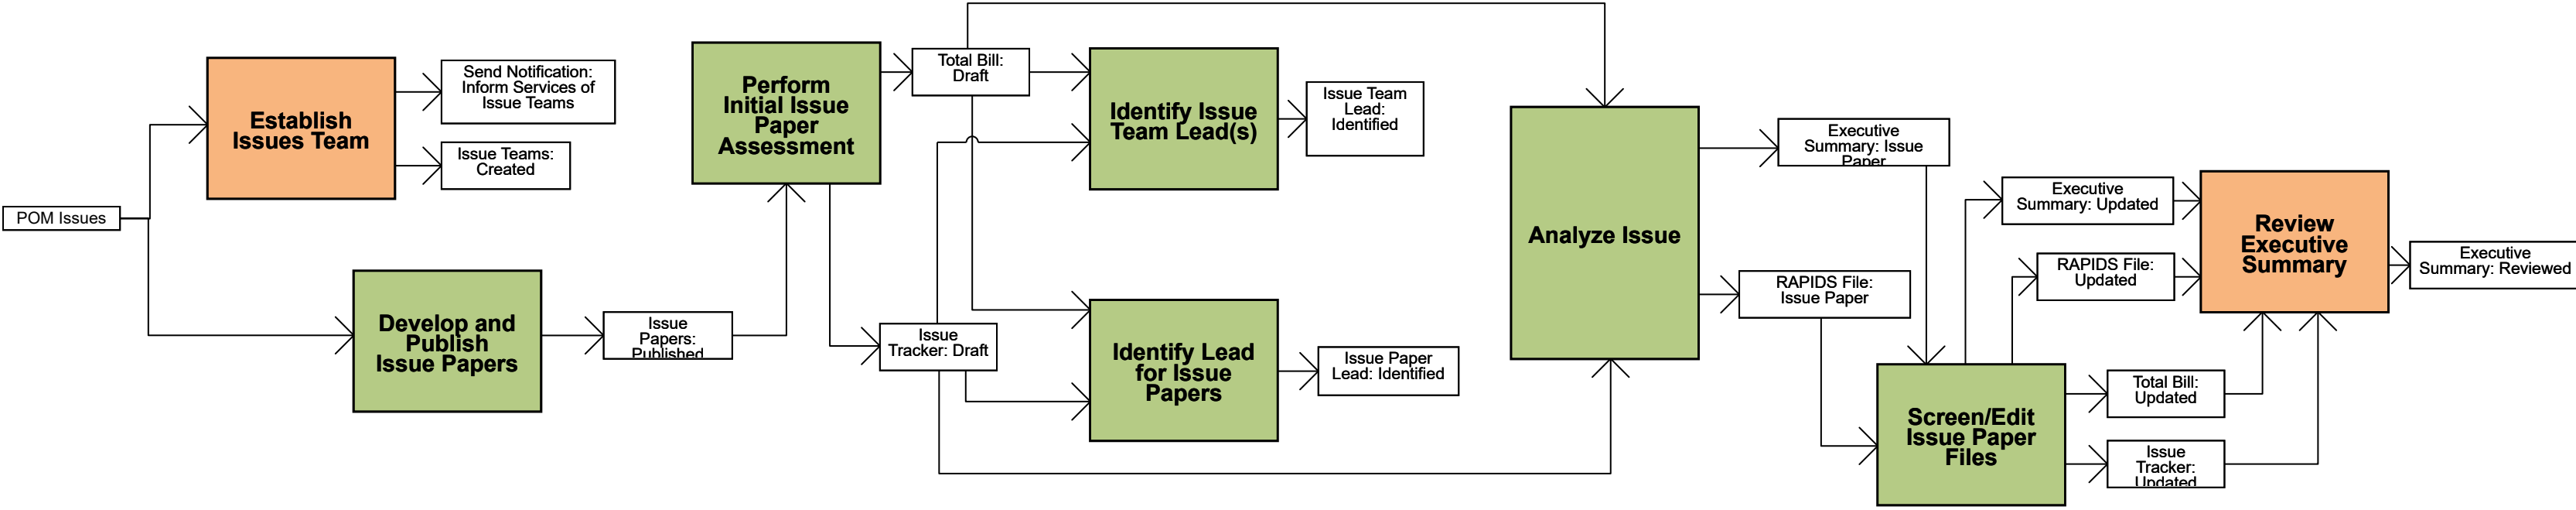 POM Issues
Establish
Issues Team
Send Notification:
Inform Services of
Issue Teams
Issue Teams:
Created
Develop and
Publish
Issue Papers
Issue
Papers:
Published
Perform
Initial Issue
Paper
Assessment
Total Bill:
Draft
Issue
Tracker: Draft
Identify Issue
Team Lead(s)
Issue Team
Lead:
Identified
Identify Lead
for Issue
Papers
Issue Paper
Lead: Identified
Analyze Issue
Executive
Summary: Issue
Paper
RAPIDS File:
Issue Paper
Screen/Edit
Issue Paper
Files
Executive
Summary: Updated
RAPIDS File:
Updated
Total Bill:
Updated
Issue
Tracker:
Updated
Review
Executive
Summary
Executive
Summary: Reviewed